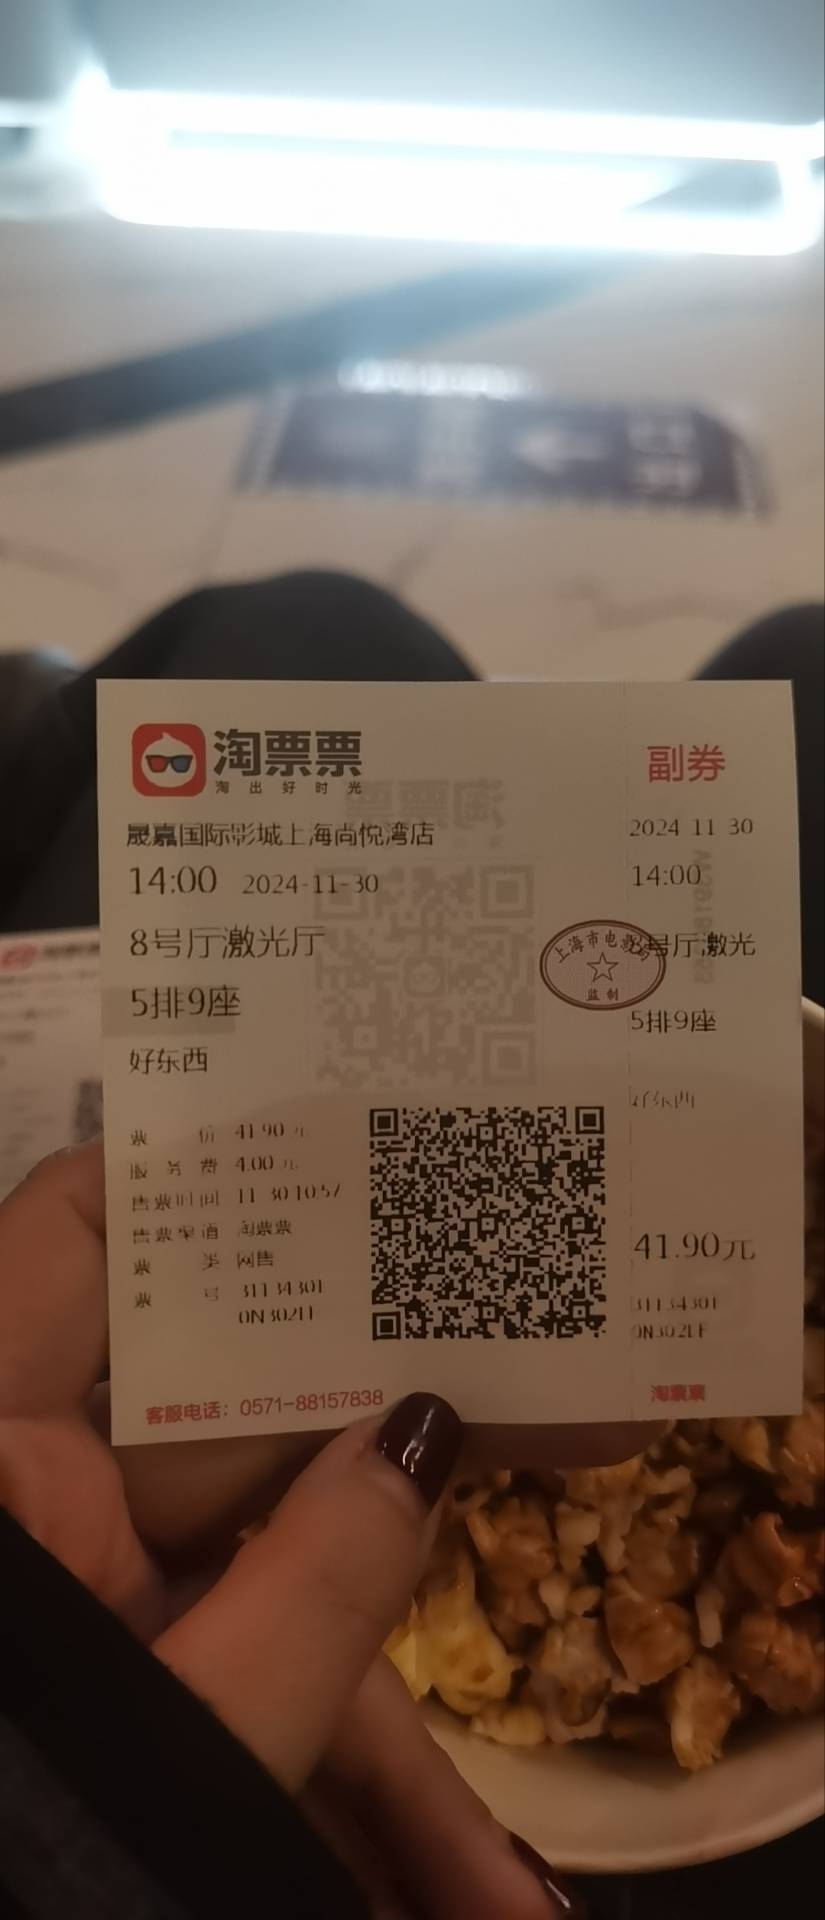 淘票票
淘出好时光
晟嘉国际影城上海尚悦湾店
14:00 2024-11-30
8号厅激光厅
5排9座
好东西
票价 41.90元
服务费 4.00元
售票时间 11-30 10:57
售票渠道 淘票票
票类 网售
票号 31134301
0N302LF
客服电话：0571-88157838
副券
2024-11-30
14:00
8号厅激光
5排9座
好东西
41.90元
31134301
0N302LF
淘票票
上海市电影局
监制